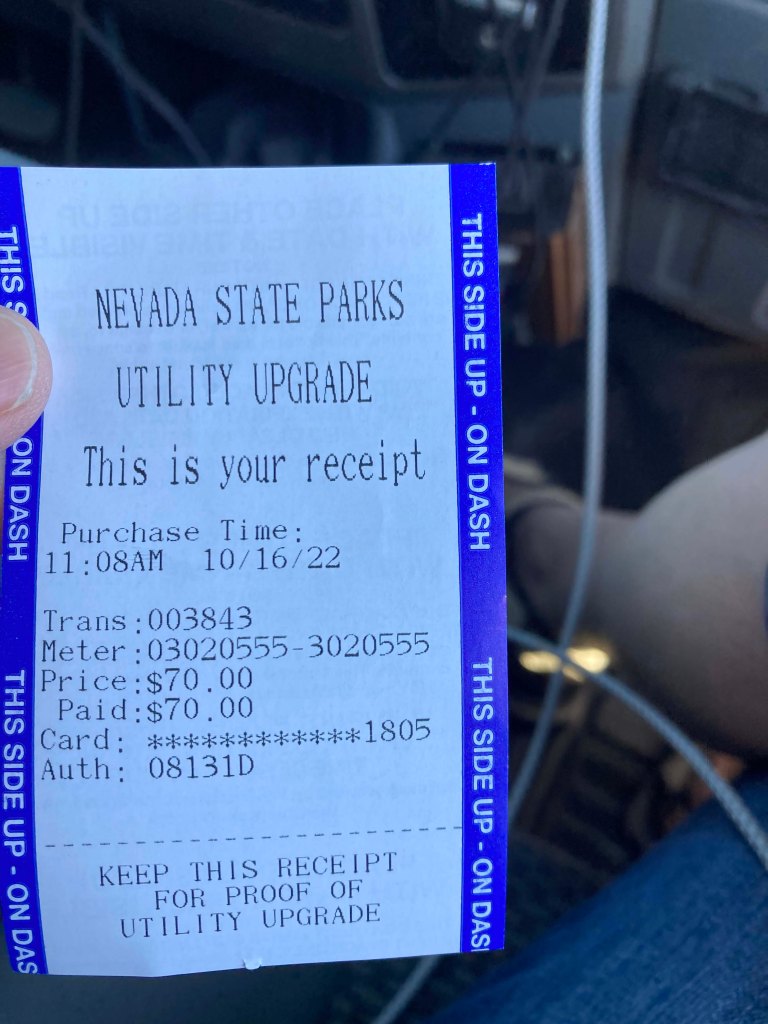 NEVADA STATE PARKS
UTILITY UPGRADE
This is your receipt
Purchase Time:
11:08AM 10/16/22
Trans:003843
Meter:03020555-3020555
Price:$70.00
Paid:$70.00
Card: ************1805
Auth: 08131D
KEEP THIS RECEIPT
FOR PROOF OF
UTILITY UPGRADE
THIS S
ON DASH
THIS SIDE UP - ON DAS
THIS SIDE UP - ON DASH
THIS SIDE UP - ON DAS